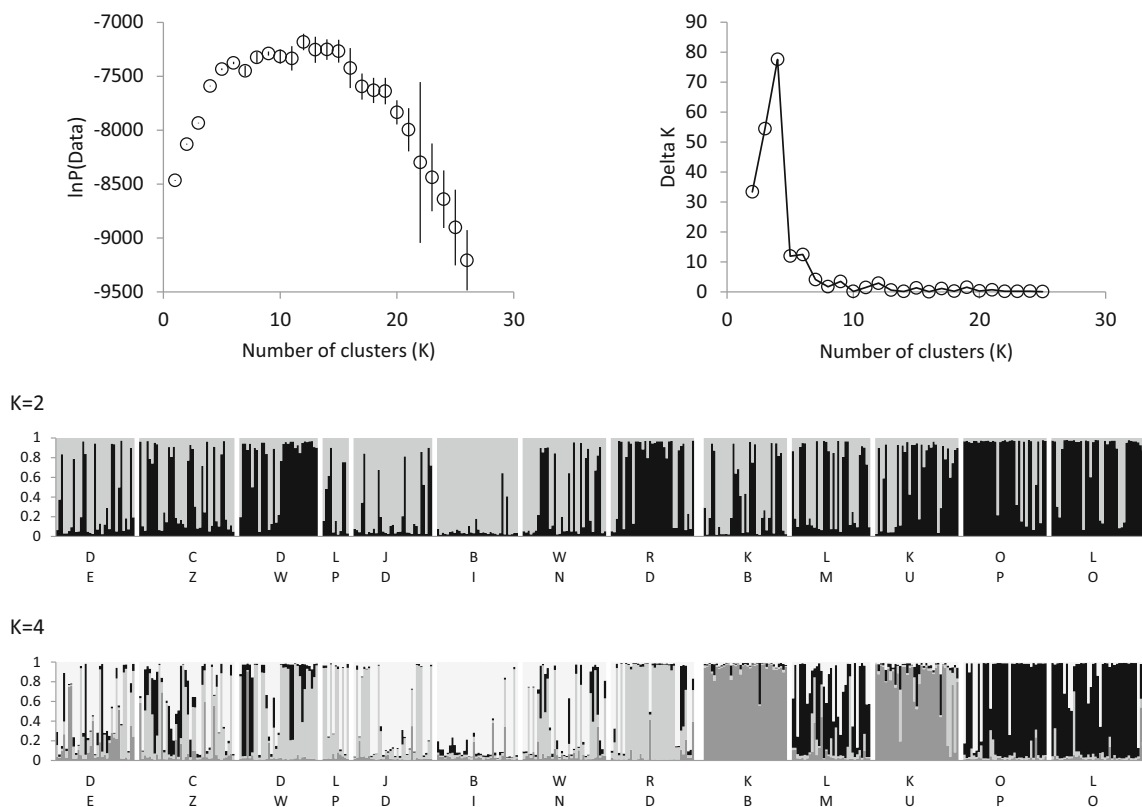 -7000
-7500
-8000
-8500
-9000
-9500
lnP(Data)
0 10 20 30
Number of clusters (K)
90
80
70
60
50
40
30
20
10
0
Delta K
0 10 20 30
Number of clusters (K)
K=2
1
0.8
0.6
0.4
0.2
0
D C D L J B W R K L K O L
E Z W P D I N D B M U P O
K=4
1
0.8
0.6
0.4
0.2
0
D C D L J B W R K L K O L
E Z W P D I N D B M U P O